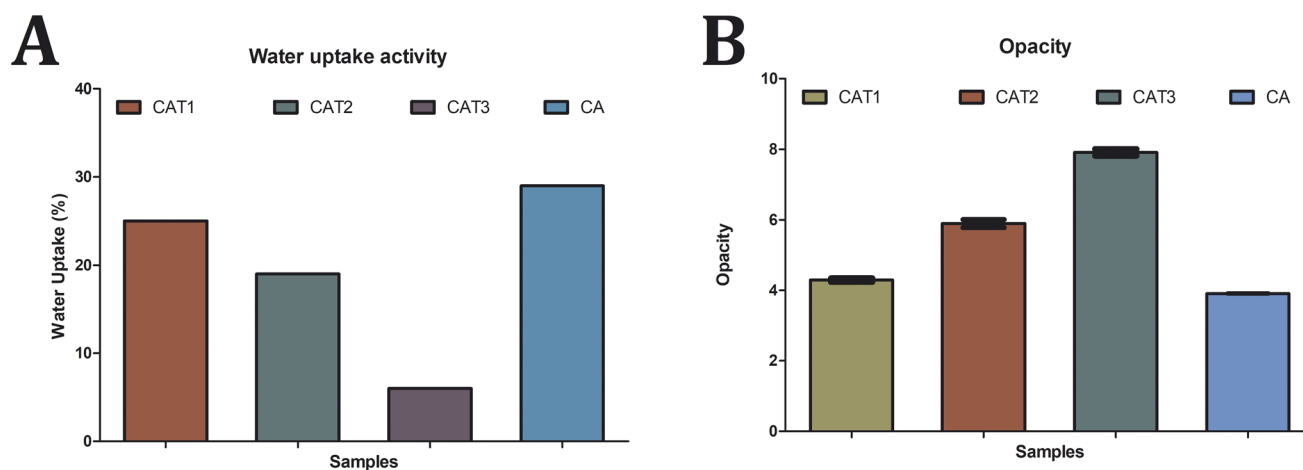 A
Water uptake activity
40
30
20
10
0
Water Uptake (%)
CAT1 CAT2 CAT3 CA
Samples
B
Opacity
10
8
6
4
2
0
Opacity
CAT1 CAT2 CAT3 CA
Samples